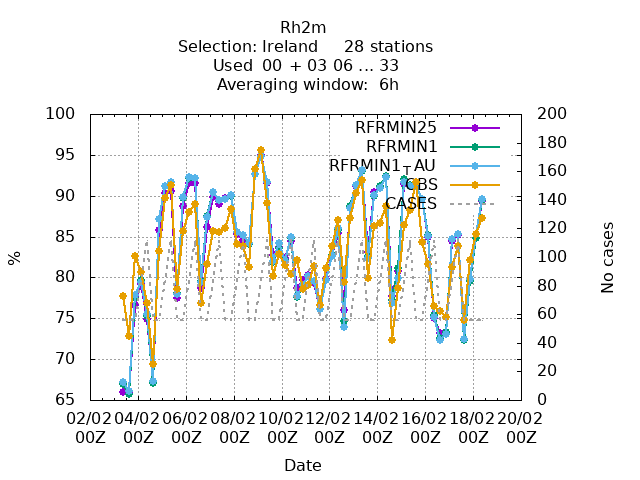 Rh2m
Selection: Ireland 28 stations
Used 00 + 03 06 ... 33
Averaging window: 6h
100
95
90
85
80
75
70
65
%
200
180
160
140
120
100
80
60
40
20
0
No cases
RFRMIN25
RFRMIN1
RFRMIN1_AU
OBS
CASES
02/02 04/02 06/02 08/02 10/02 12/02 14/02 16/02 18/02 20/02
00Z 00Z 00Z 00Z 00Z 00Z 00Z 00Z 00Z 00Z
Date